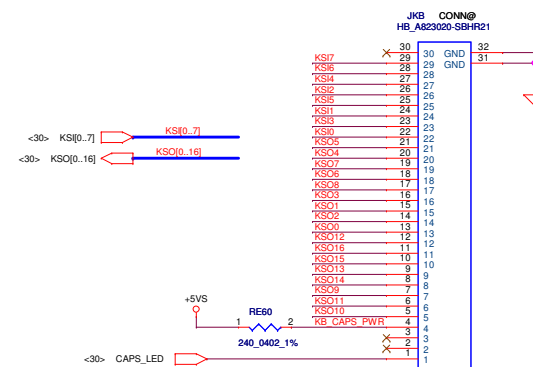 JKB CONN@
HB_A823020-SBHR21
30 30 GND 32
KSI7 29 29 GND 31
KSI6 28 28
KSI4 27 27
KSI2 26 26
KSI5 25 25
KSI1 24 24
KSI3 23 23
<30> KSI[0..7] KSI[0..7] KSI0 22 22
KSO5 21 21
<30> KSO[0..16] KSO[0..16] KSO4 20 20
KSO7 19 19
KSO6 18 18
KSO8 17 17
KSO3 16 16
KSO1 15 15
KSO2 14 14
KSO0 13 13
KSO12 12 12
KSO16 11 11
KSO15 10 10
KSO13 9 9
KSO14 8 8
KSO9 7 7
+5VS KSO11 6 6
RE60 KSO10 5 5
1 2 KB_CAPS_PWR 4 4
3 3
240_0402_1% 2 2
<30> CAPS_LED 1 1